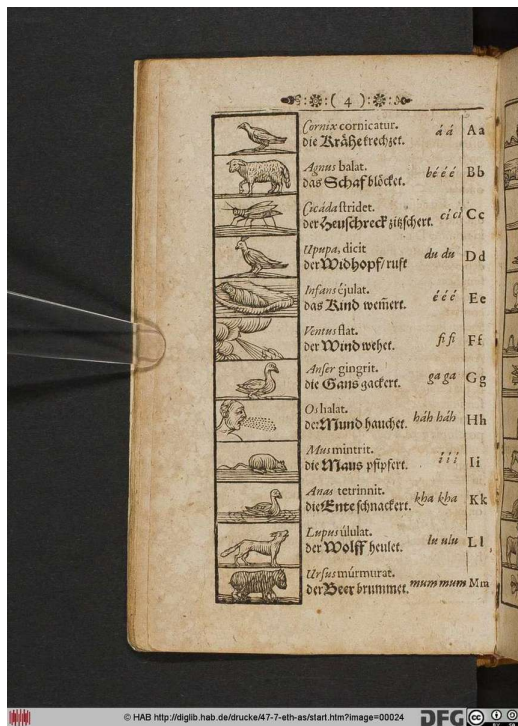 ( 4 )
Cornix cornicatur. á á Aa
die Krähe krechzet.
Agnus balat. bé é é Bb
das Schaf blöcket.
Cicáda stridet. ci ci Cc
der Heuschreck zitzschert.
Upupa, dicit du du Dd
der Widhopf/ ruft
Infans éjulat. é é é Ee
das Kind wem̃ert.
Ventus flat. fi fi Ff
der Wind wehet.
Anser gingrit. ga ga Gg
die Gans gackert.
Os halat. háh háh Hh
der Mund hauchet.
Mus mintrit. í í í Ii
die Maus pfipfert.
Anas tetrinnit. kha kha Kk
die Ente schnackert.
Lupus úlulat. lu ulu Ll
der Wolff heulet.
Ursus múrmurat. mum mum Mm
der Beer brummet.
© HAB http://diglib.hab.de/drucke/47-7-eth-as/start.htm?image=00024
DFG